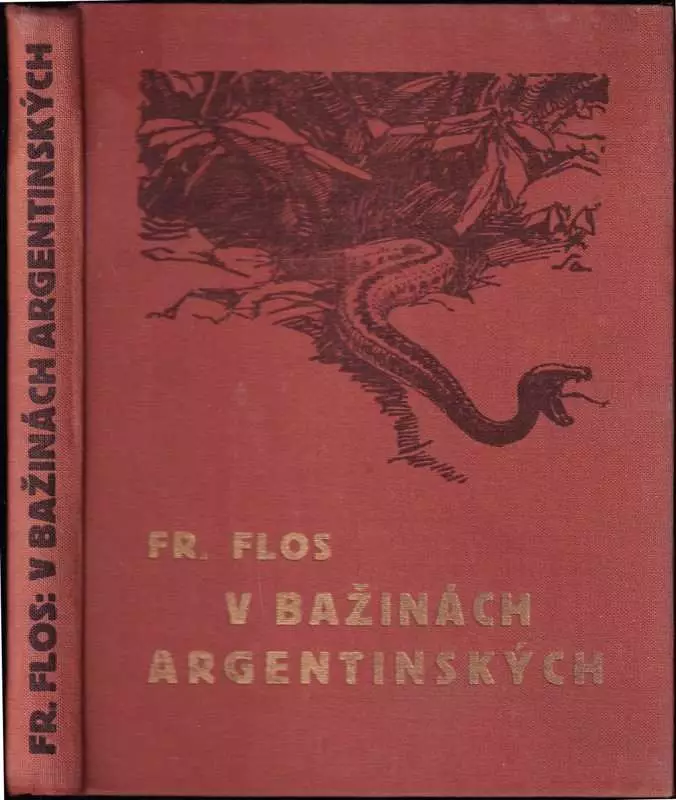 FR. FLOS: V BAŽINÁCH ARGENTINSKÝCH
FR. FLOS
V BAŽINÁCH
ARGENTINSKÝCH